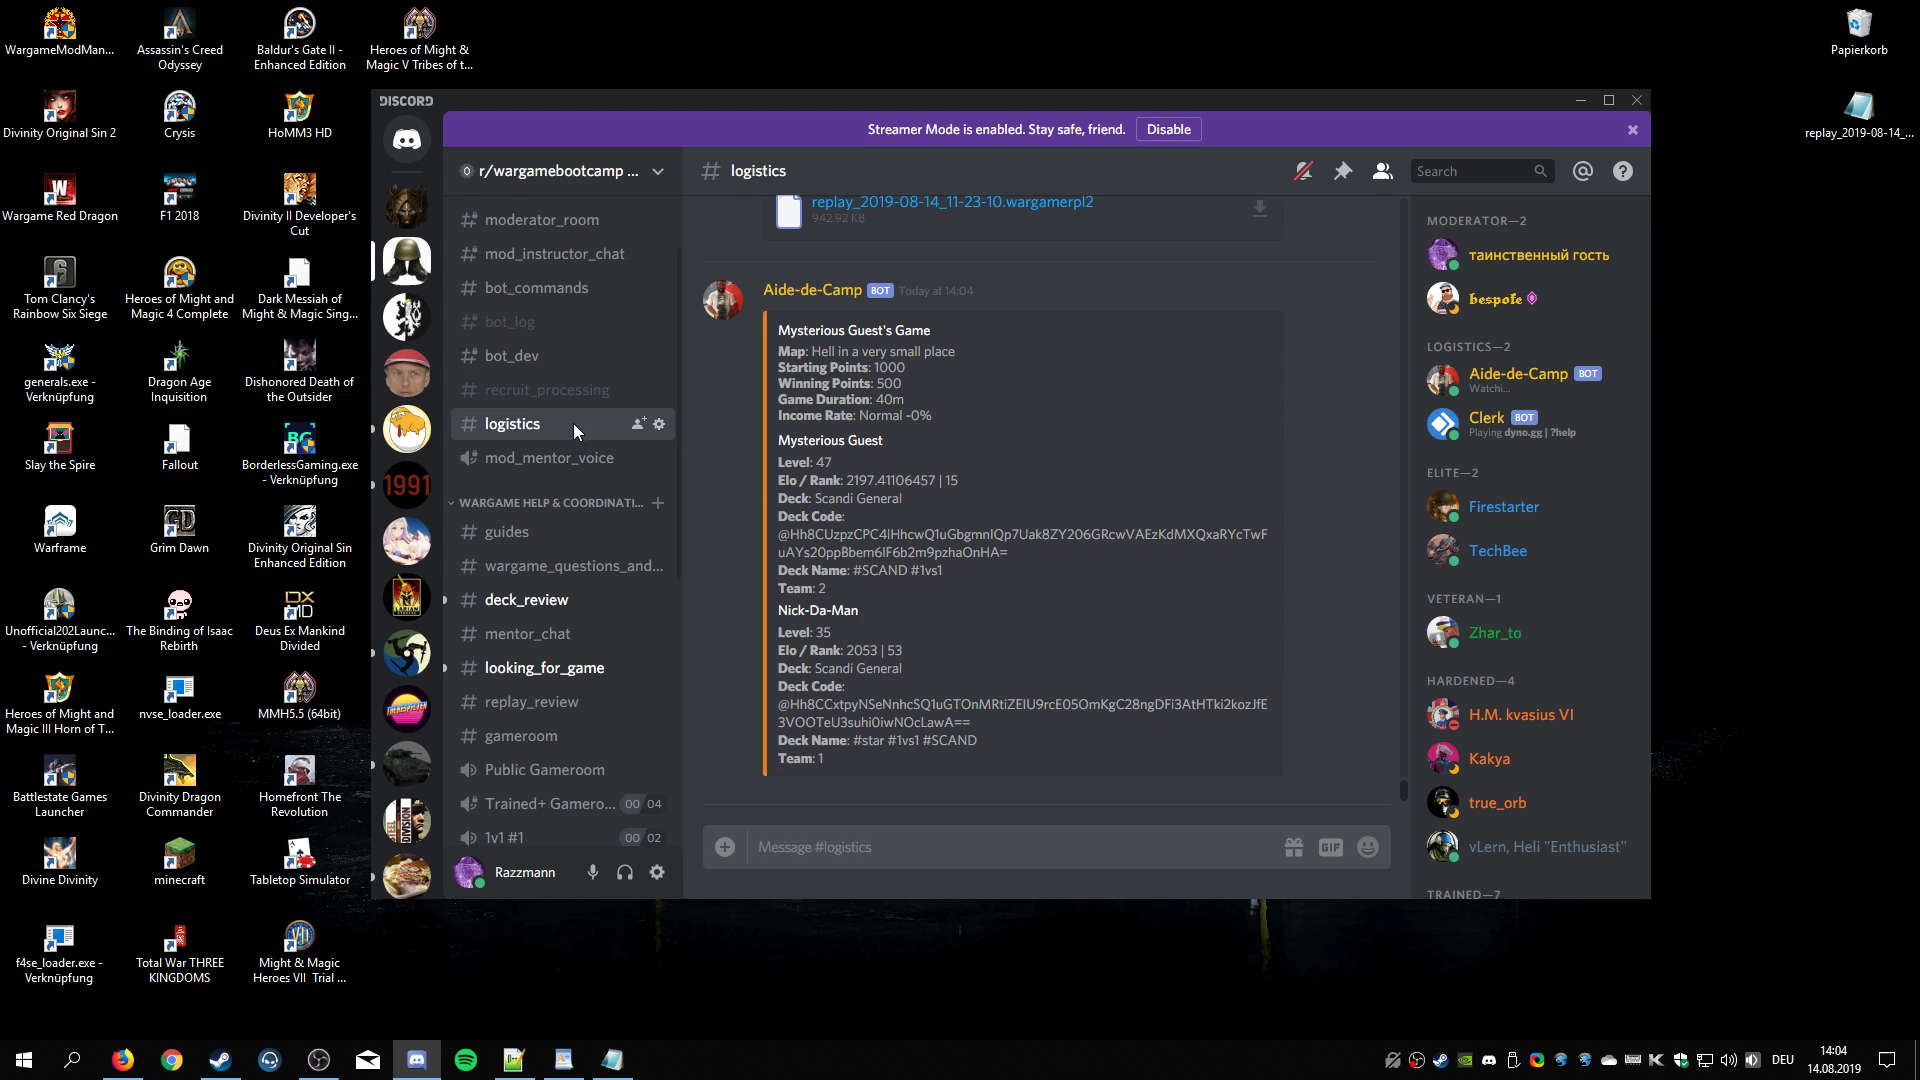 WargameModMan...
Assassin's Creed
Odyssey
Baldur's Gate II -
Enhanced Edition
Heroes of Might &
Magic V Tribes of t...
Papierkorb
Divinity Original Sin 2
Crysis
HoMM3 HD
replay_2019-08-14_...
Wargame Red Dragon
F1 2018
Divinity II Developer's
Cut
Tom Clancy's
Rainbow Six Siege
Heroes of Might and
Magic 4 Complete
Dark Messiah of
Might & Magic Sing...
generals.exe -
Verknüpfung
Dragon Age
Inquisition
Dishonored Death of
the Outsider
Slay the Spire
Fallout
BorderlessGaming.exe
- Verknüpfung
Warframe
Grim Dawn
Divinity Original Sin
Enhanced Edition
Unofficial202Launc...
- Verknüpfung
The Binding of Isaac
Rebirth
Deus Ex Mankind
Divided
Heroes of Might and
Magic III Horn of T...
nvse_loader.exe
MMH5.5 (64bit)
Battlestate Games
Launcher
Divinity Dragon
Commander
Homefront The
Revolution
Divine Divinity
minecraft
Tabletop Simulator
f4se_loader.exe -
Verknüpfung
Total War THREE
KINGDOMS
Might & Magic
Heroes VII Trial ...
DISCORD
Streamer Mode is enabled. Stay safe, friend.
Disable
r/wargamebootcamp ...
# logistics
Search
1991
# moderator_room
# mod_instructor_chat
# bot_commands
# bot_log
# bot_dev
# recruit_processing
# logistics
mod_mentor_voice
WARGAME HELP & COORDINATI...
# guides
# wargame_questions_and...
# deck_review
# mentor_chat
# looking_for_game
# replay_review
# gameroom
Public Gameroom
Trained+ Gamero... 00 04
1v1 #1 00 02
Razzmann
replay_2019-08-14_11-23-10.wargamerpl2
942.92 KB
Aide-de-Camp BOT Today at 14:04
Mysterious Guest's Game
Map: Hell in a very small place
Starting Points: 1000
Winning Points: 500
Game Duration: 40m
Income Rate: Normal -0%
Mysterious Guest
Level: 47
Elo / Rank: 2197.41106457 | 15
Deck: Scandi General
Deck Code:
@Hh8CUzpzCPC4lHhcwQ1uGbgmnIQp7Uak8ZY206GRcwVAEzKdMXQxaRYcTwF
uAYs20ppBbem6lF6b2m9pzhaOnHA=
Deck Name: #SCAND #1vs1
Team: 2
Nick-Da-Man
Level: 35
Elo / Rank: 2053 | 53
Deck: Scandi General
Deck Code:
@Hh8CCxtpyNSeNnhcSQ1uGTOnMRtiZElU9rcE05OmKgC28ngDFi3AtHTki2kozJfE
3VOOTeU3suhi0iwNOcLawA==
Deck Name: #star #1vs1 #SCAND
Team: 1
Message #logistics
GIF
MODERATOR—2
таинственный гость
bespoke
LOGISTICS—2
Aide-de-Camp BOT
Watchi...
Clerk BOT
Playing dyno.gg | ?help
ELITE—2
Firestarter
TechBee
VETERAN—1
Zhar_to
HARDENED—4
H.M. kvasius VI
Kakya
true_orb
vLern, Heli "Enthusiast"
TRAINED—7
DEU
14:04
14.08.2019